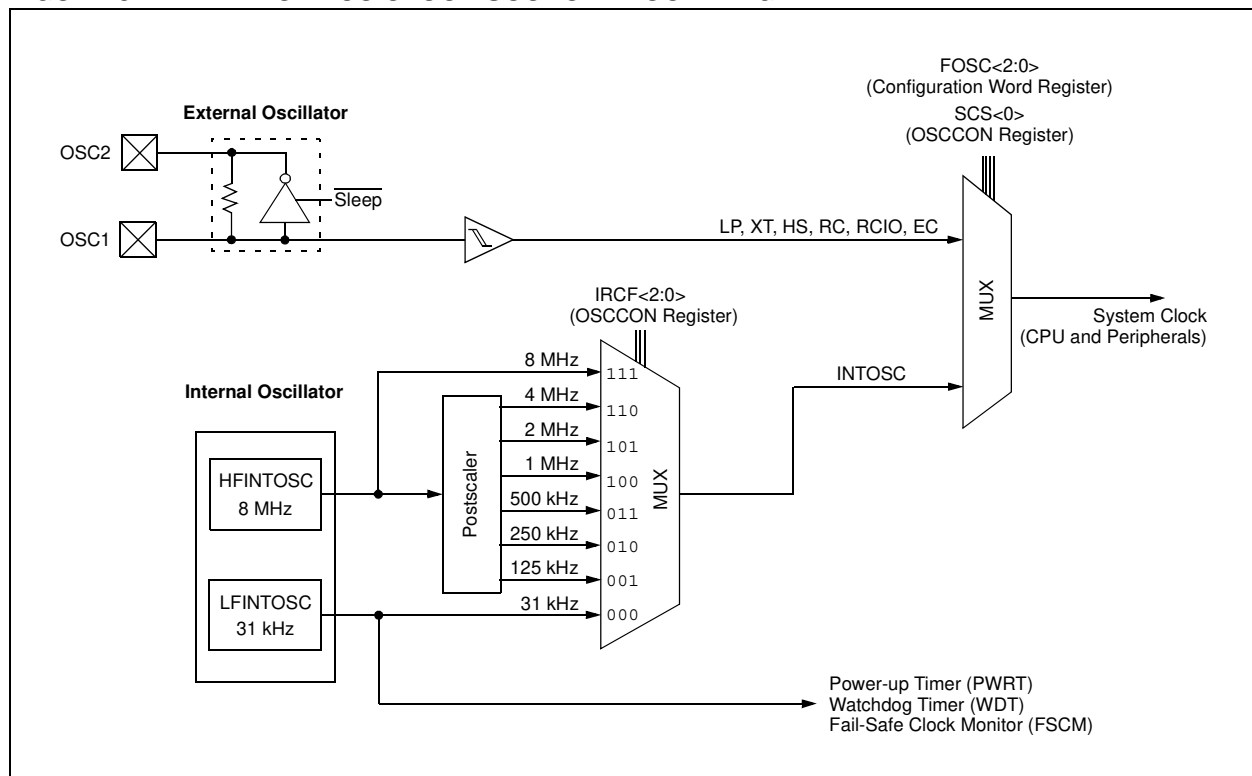 FOSC<2:0>
(Configuration Word Register)
SCS<0>
(OSCCON Register)
External Oscillator
OSC2
Sleep
OSC1
LP, XT, HS, RC, RCIO, EC
MUX
System Clock
(CPU and Peripherals)
IRCF<2:0>
(OSCCON Register)
INTOSC
Internal Oscillator
HFINTOSC
8 MHz
LFINTOSC
31 kHz
Postscaler
8 MHz
4 MHz
2 MHz
1 MHz
500 kHz
250 kHz
125 kHz
31 kHz
111
110
101
100
011
010
001
000
MUX
Power-up Timer (PWRT)
Watchdog Timer (WDT)
Fail-Safe Clock Monitor (FSCM)